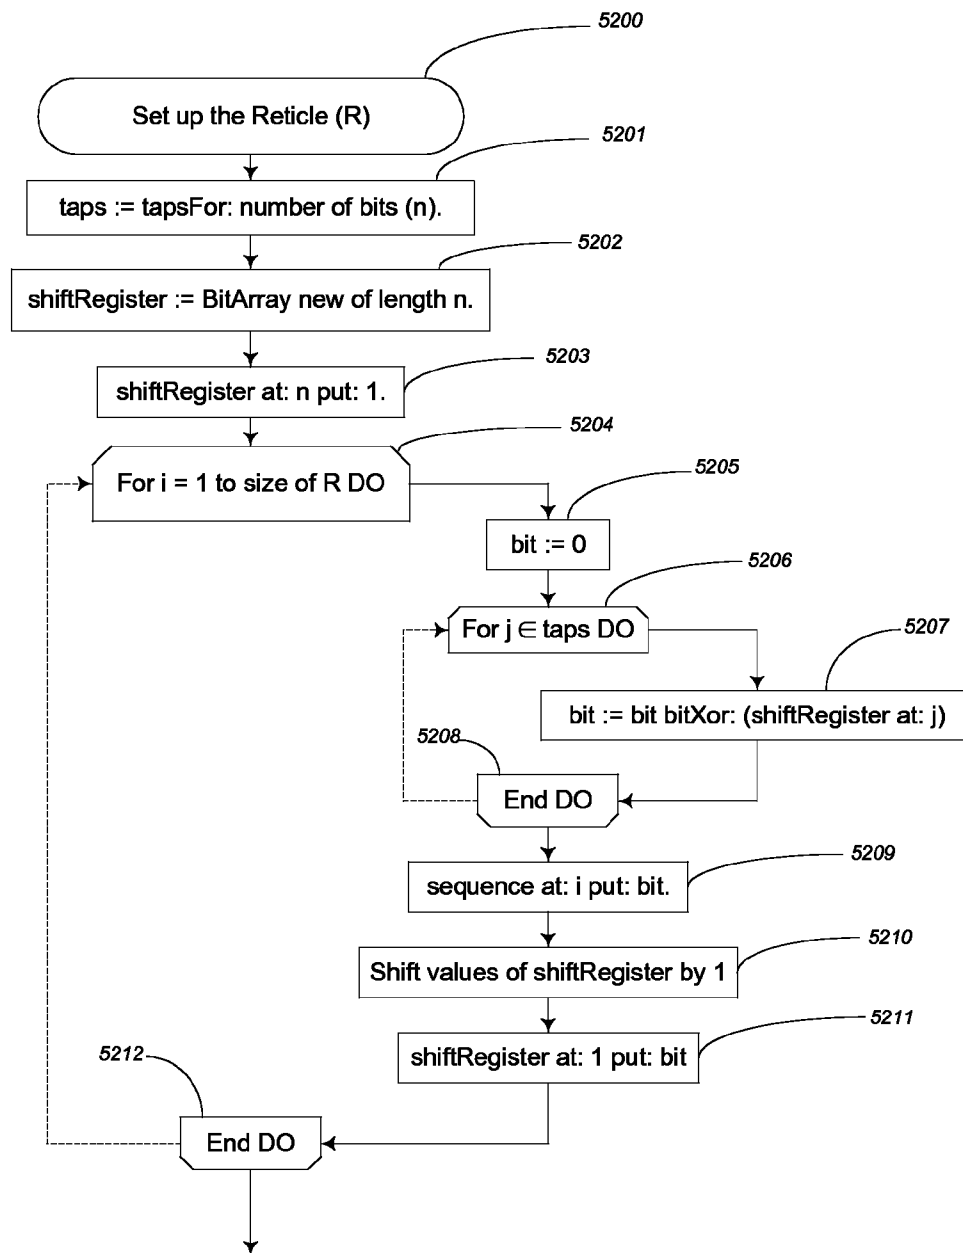 5200
Set up the Reticle (R)
5201
taps := tapsFor: number of bits (n).
5202
shiftRegister := BitArray new of length n.
5203
shiftRegister at: n put: 1.
5204
For i = 1 to size of R DO
5205
bit := 0
5206
For j ∈ taps DO
5207
bit := bit bitXor: (shiftRegister at: j)
5208
End DO
5209
sequence at: i put: bit.
5210
Shift values of shiftRegister by 1
5211
shiftRegister at: 1 put: bit
5212
End DO